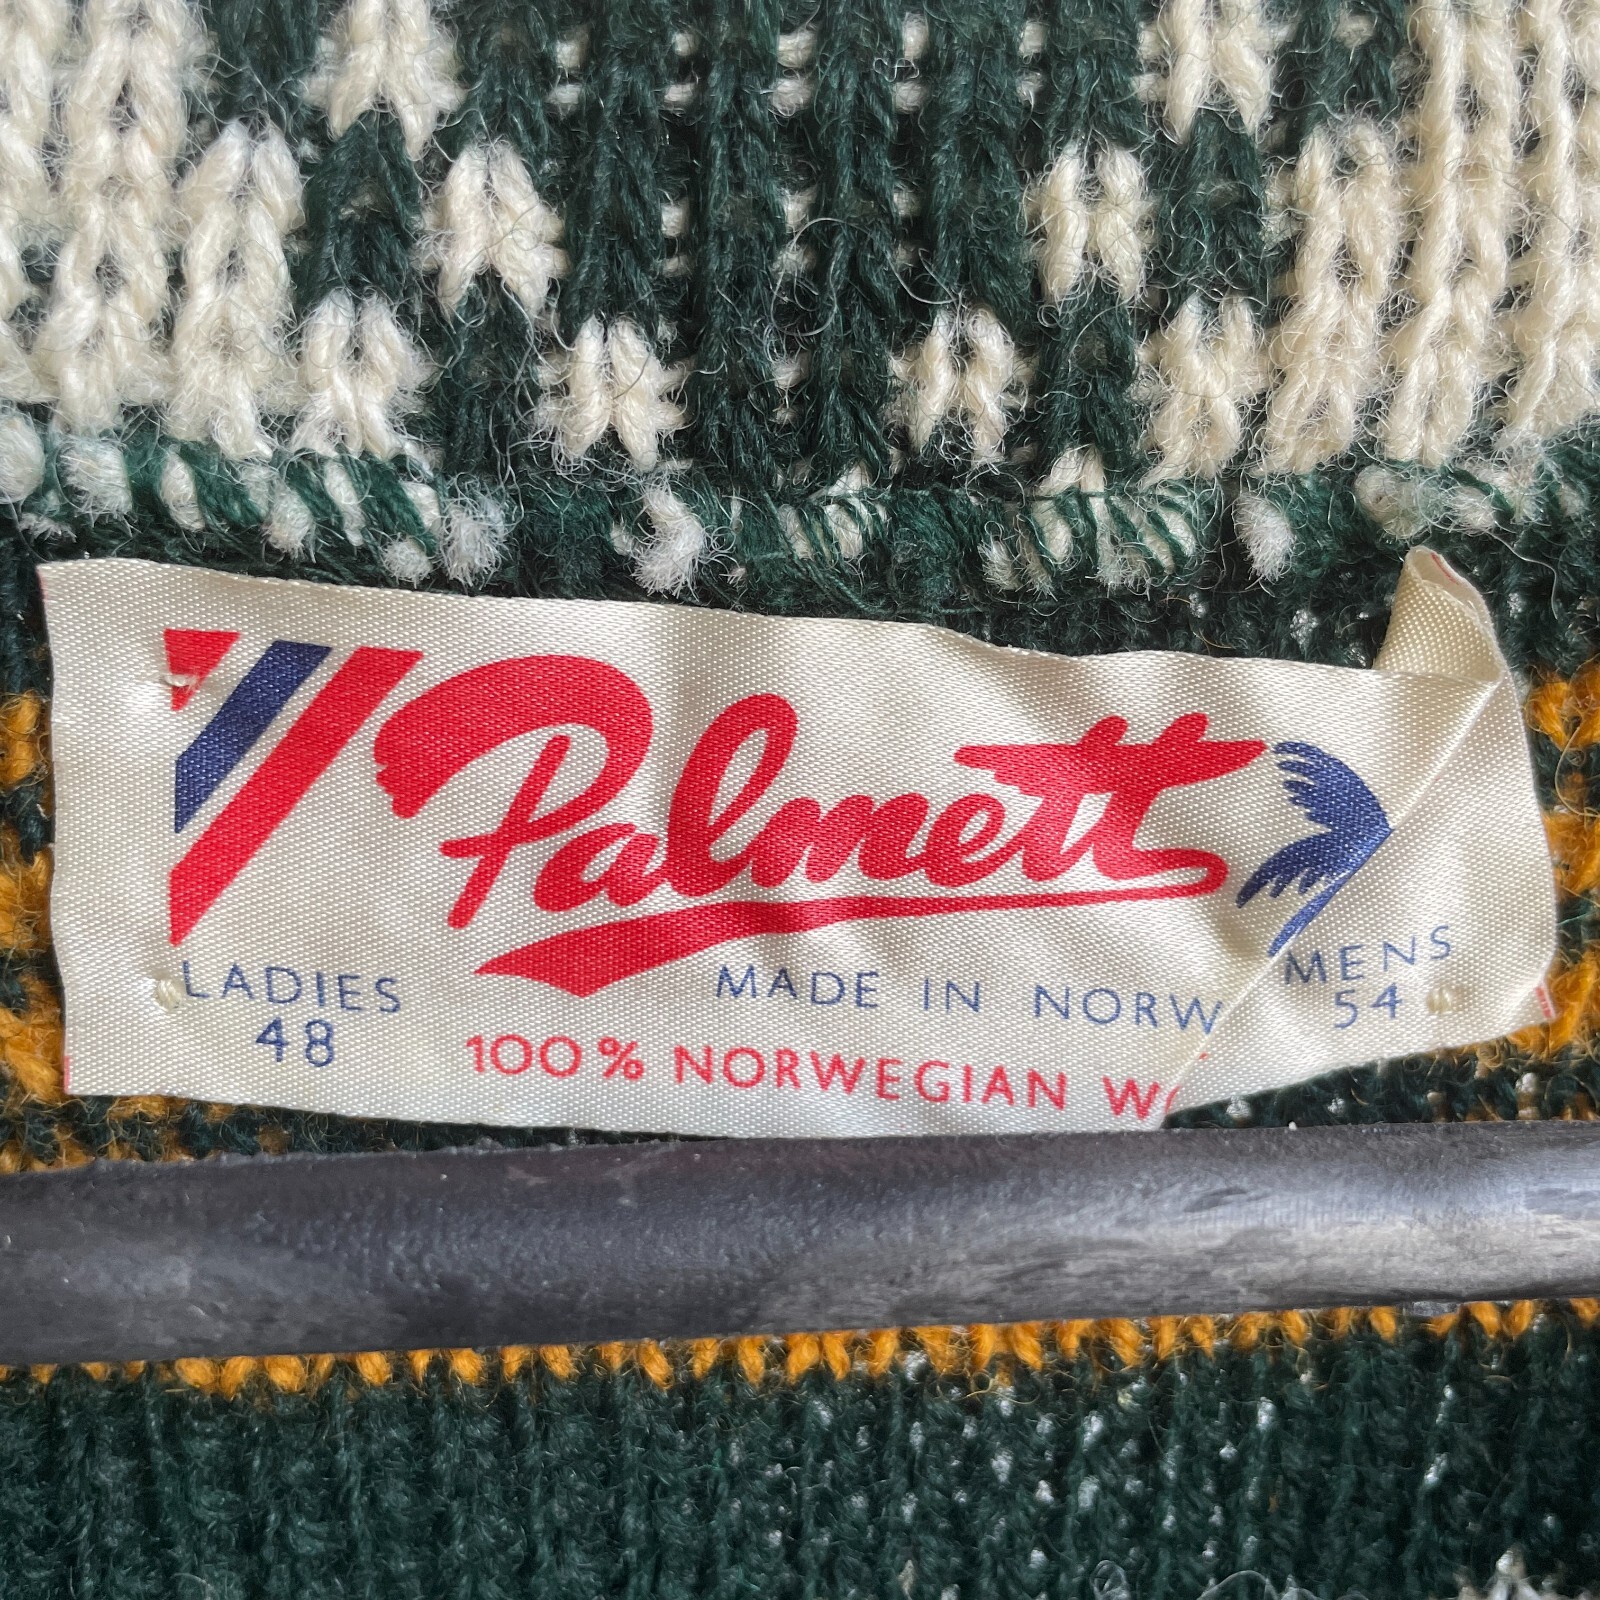 Palmett
LADIES MADE IN NORW MENS
48 54
100% NORWEGIAN